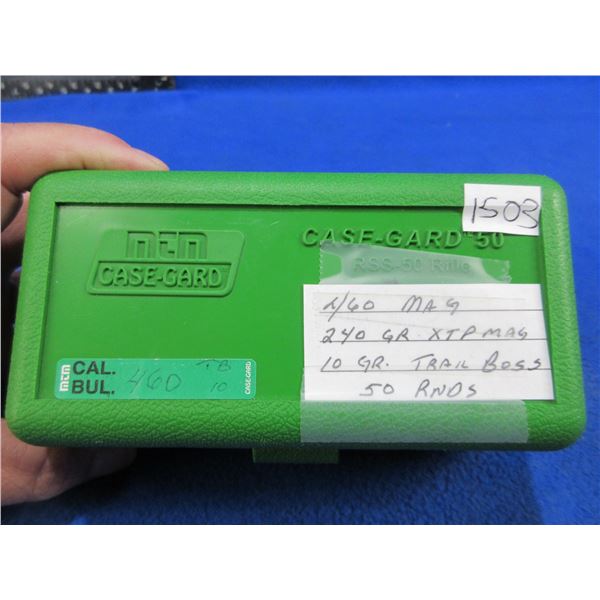 1503
mtm
CASE-GARD
CASE-GARD 50
RSS-50 Rifle
460 MAG
240 GR. XTP MAG
10 GR. TRAIL BOSS
50 RNDS
mtm
CAL. 460 TB
BUL. 10
CASE-GARD